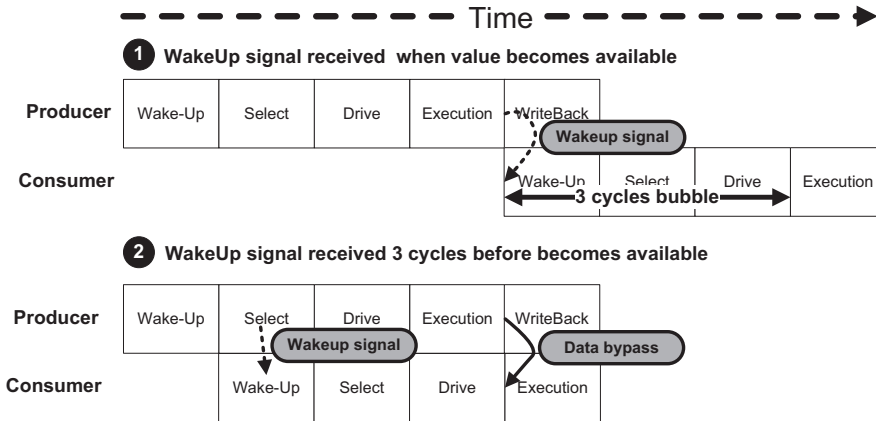 Time
1 WakeUp signal received when value becomes available
Producer Wake-Up Select Drive Execution WriteBack
Wakeup signal
Consumer Wake-Up Select Drive Execution
3 cycles bubble
2 WakeUp signal received 3 cycles before becomes available
Producer Wake-Up Select Drive Execution WriteBack
Wakeup signal Data bypass
Consumer Wake-Up Select Drive Execution